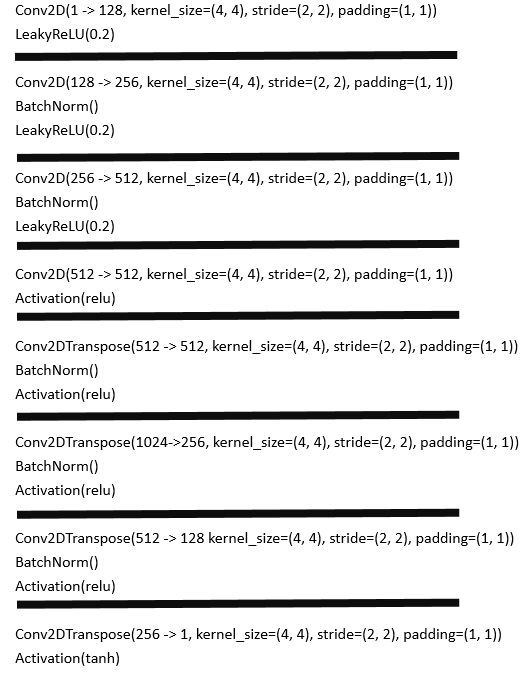 Conv2D(1 -> 128, kernel_size=(4, 4), stride=(2, 2), padding=(1, 1))
LeakyReLU(0.2)
Conv2D(128 -> 256, kernel_size=(4, 4), stride=(2, 2), padding=(1, 1))
BatchNorm()
LeakyReLU(0.2)
Conv2D(256 -> 512, kernel_size=(4, 4), stride=(2, 2), padding=(1, 1))
BatchNorm()
LeakyReLU(0.2)
Conv2D(512 -> 512, kernel_size=(4, 4), stride=(2, 2), padding=(1, 1))
Activation(relu)
Conv2DTranspose(512 -> 512, kernel_size=(4, 4), stride=(2, 2), padding=(1, 1))
BatchNorm()
Activation(relu)
Conv2DTranspose(1024->256, kernel_size=(4, 4), stride=(2, 2), padding=(1, 1))
BatchNorm()
Activation(relu)
Conv2DTranspose(512 -> 128 kernel_size=(4, 4), stride=(2, 2), padding=(1, 1))
BatchNorm()
Activation(relu)
Conv2DTranspose(256 -> 1, kernel_size=(4, 4), stride=(2, 2), padding=(1, 1))
Activation(tanh)